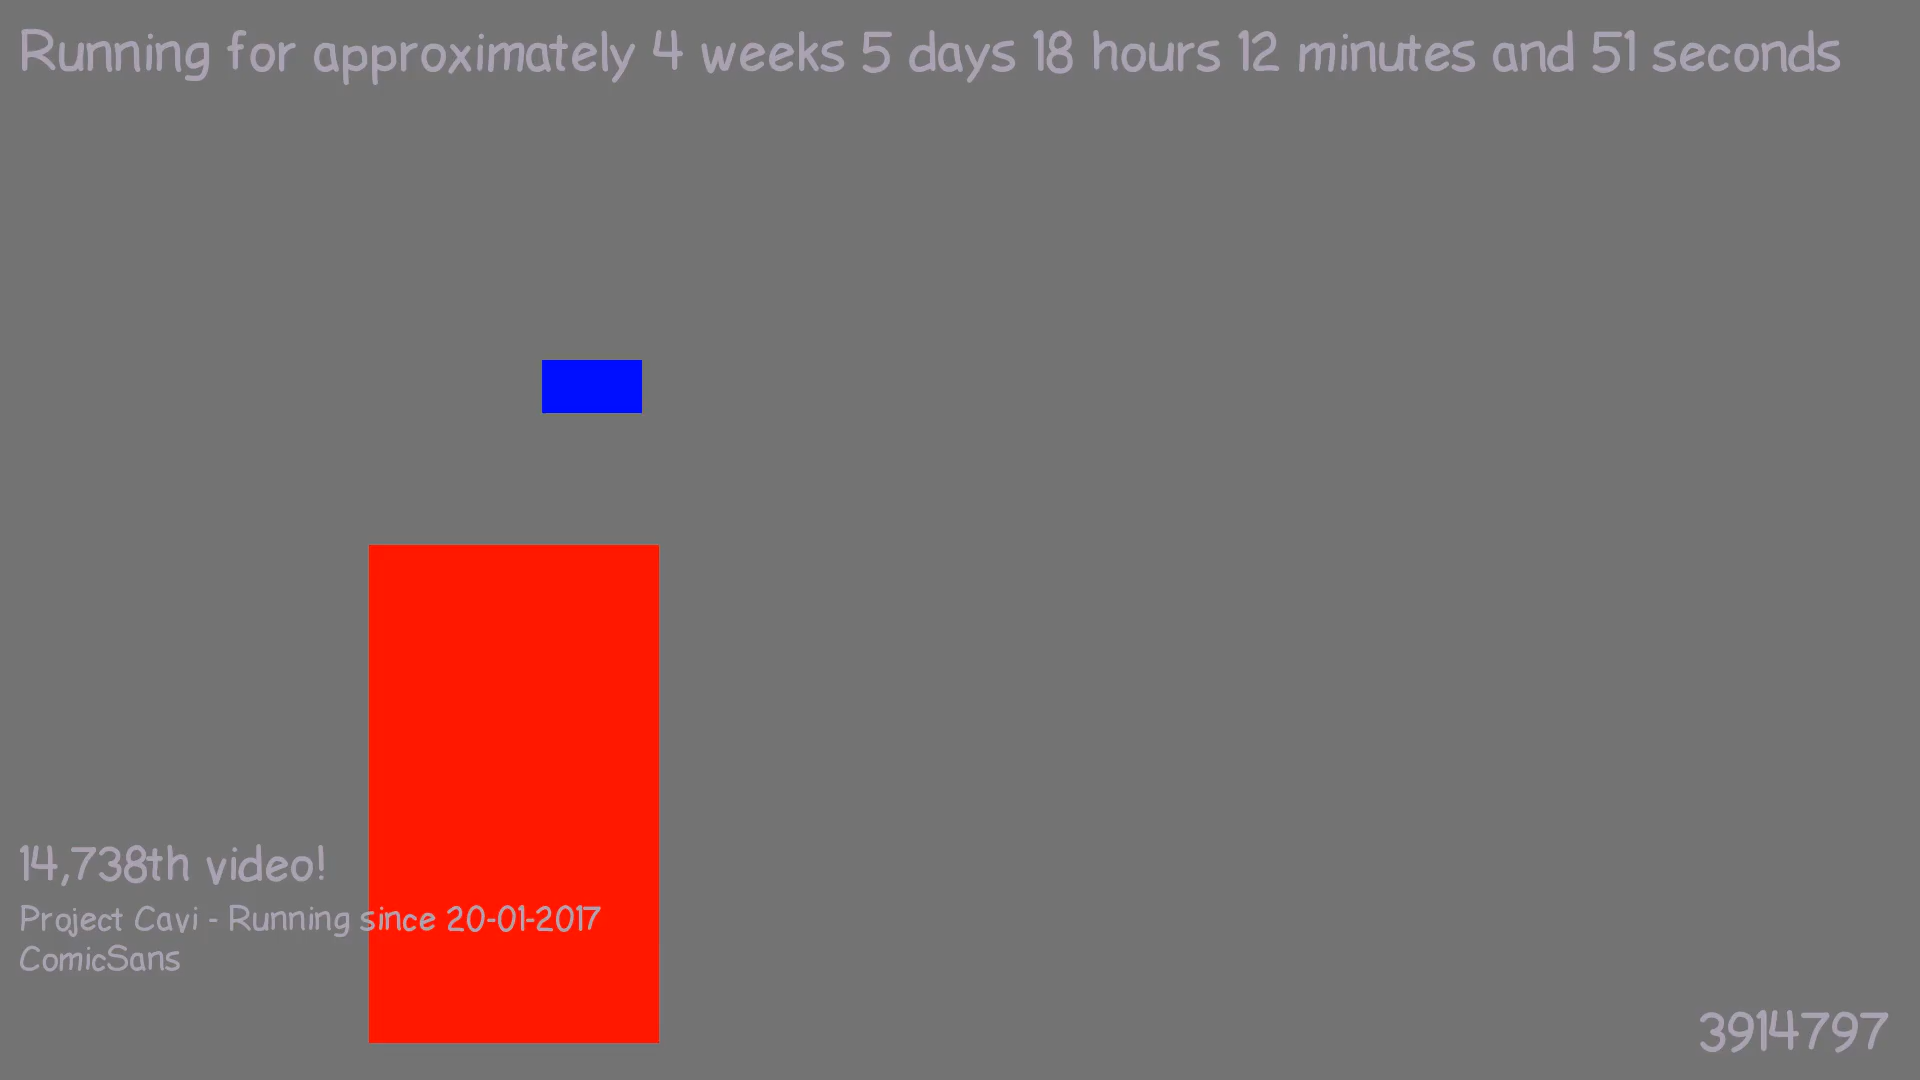 Running for approximately 4 weeks 5 days 18 hours 12 minutes and 51 seconds
14,738th video!
Project Cavi - Running since 20-01-2017
ComicSans
3914797